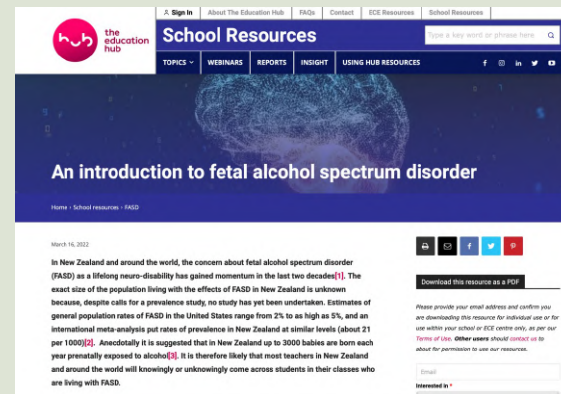 the
education
hub
Sign In
About The Education Hub
FAQs
Contact
ECE Resources
School Resources
School Resources
Type a key word or phrase here
TOPICS
WEBINARS
REPORTS
INSIGHT
USING HUB RESOURCES
An introduction to fetal alcohol spectrum disorder
Home › School resources › FASD
March 16, 2022
In New Zealand and around the world, the concern about fetal alcohol spectrum disorder
(FASD) as a lifelong neuro-disability has gained momentum in the last two decades[1]. The
exact size of the population living with the effects of FASD in New Zealand is unknown
because, despite calls for a prevalence study, no study has yet been undertaken. Estimates of
general population rates of FASD in the United States range from 2% to as high as 5%, and an
international meta-analysis put rates of prevalence in New Zealand at similar levels (about 21
per 1000)[2]. Anecdotally it is suggested that in New Zealand up to 3000 babies are born each
year prenatally exposed to alcohol[3]. It is therefore likely that most teachers in New Zealand
and around the world will knowingly or unknowingly come across students in their classes who
are living with FASD.
Download this resource as a PDF
Please provide your email address and confirm you
are downloading this resource for individual use or for
use within your school or ECE centre only, as per our
Terms of Use. Other users should contact us to
about for permission to use our resources.
Email
Interested in *